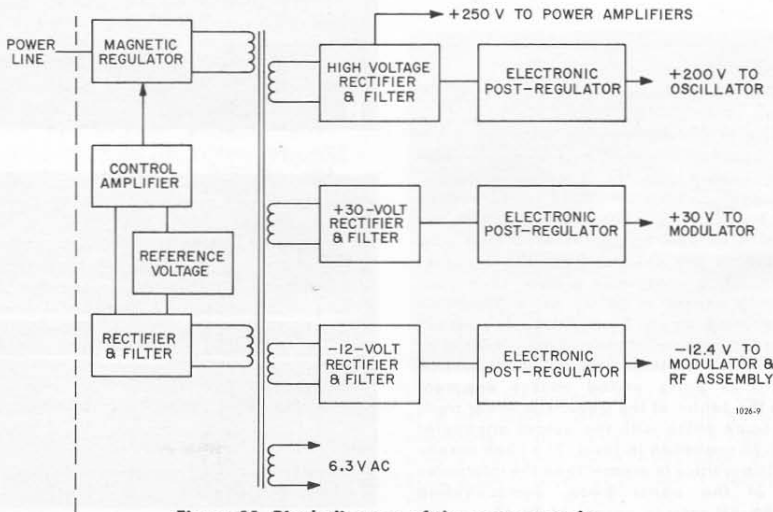 +250 V TO POWER AMPLIFIERS
POWER
LINE
MAGNETIC
REGULATOR
HIGH VOLTAGE
RECTIFIER
& FILTER
ELECTRONIC
POST-REGULATOR
+200 V TO
OSCILLATOR
CONTROL
AMPLIFIER
REFERENCE
VOLTAGE
+30-VOLT
RECTIFIER
& FILTER
ELECTRONIC
POST-REGULATOR
+30 V TO
MODULATOR
RECTIFIER
& FILTER
-12-VOLT
RECTIFIER
& FILTER
ELECTRONIC
POST-REGULATOR
-12.4 V TO
MODULATOR &
RF ASSEMBLY
1026-9
6.3 V AC